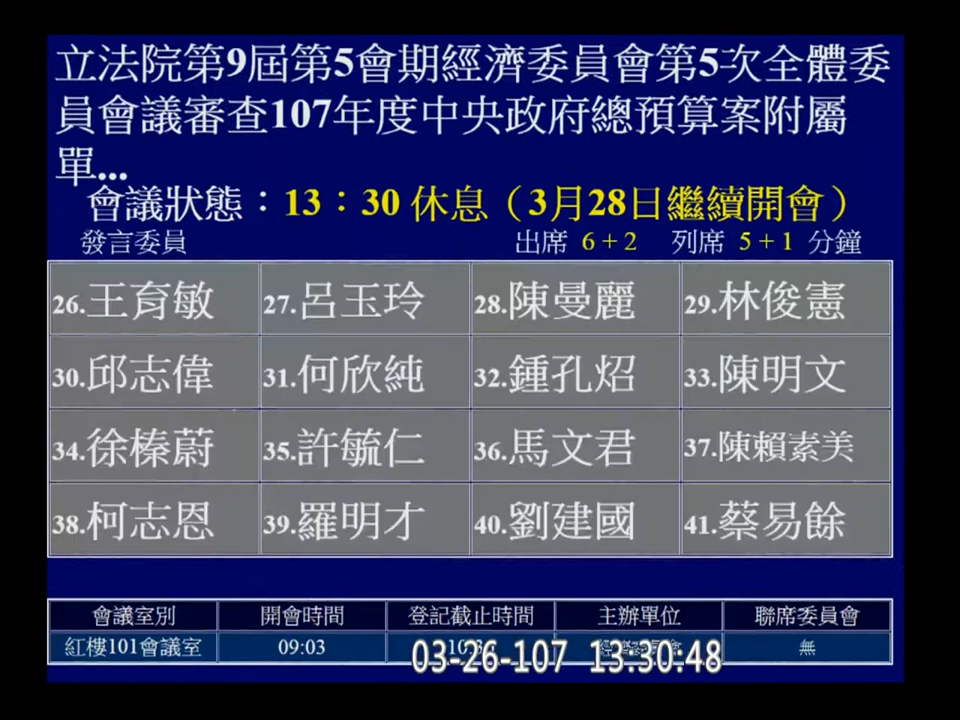 立法院第9屆第5會期經濟委員會第5次全體委
員會議審查107年度中央政府總預算案附屬
單...
會議狀態：13：30 休息（3月28日繼續開會）
發言委員 出席 6 + 2 列席 5 + 1 分鐘
26.王育敏 27.呂玉玲 28.陳曼麗 29.林俊憲
30.邱志偉 31.何欣純 32.鍾孔炤 33.陳明文
34.徐榛蔚 35.許毓仁 36.馬文君 37.陳賴素美
38.柯志恩 39.羅明才 40.劉建國 41.蔡易餘
會議室別 開會時間 登記截止時間 主辦單位 聯席委員會
紅樓101會議室 09:03 無
03-26-107 13:30:48